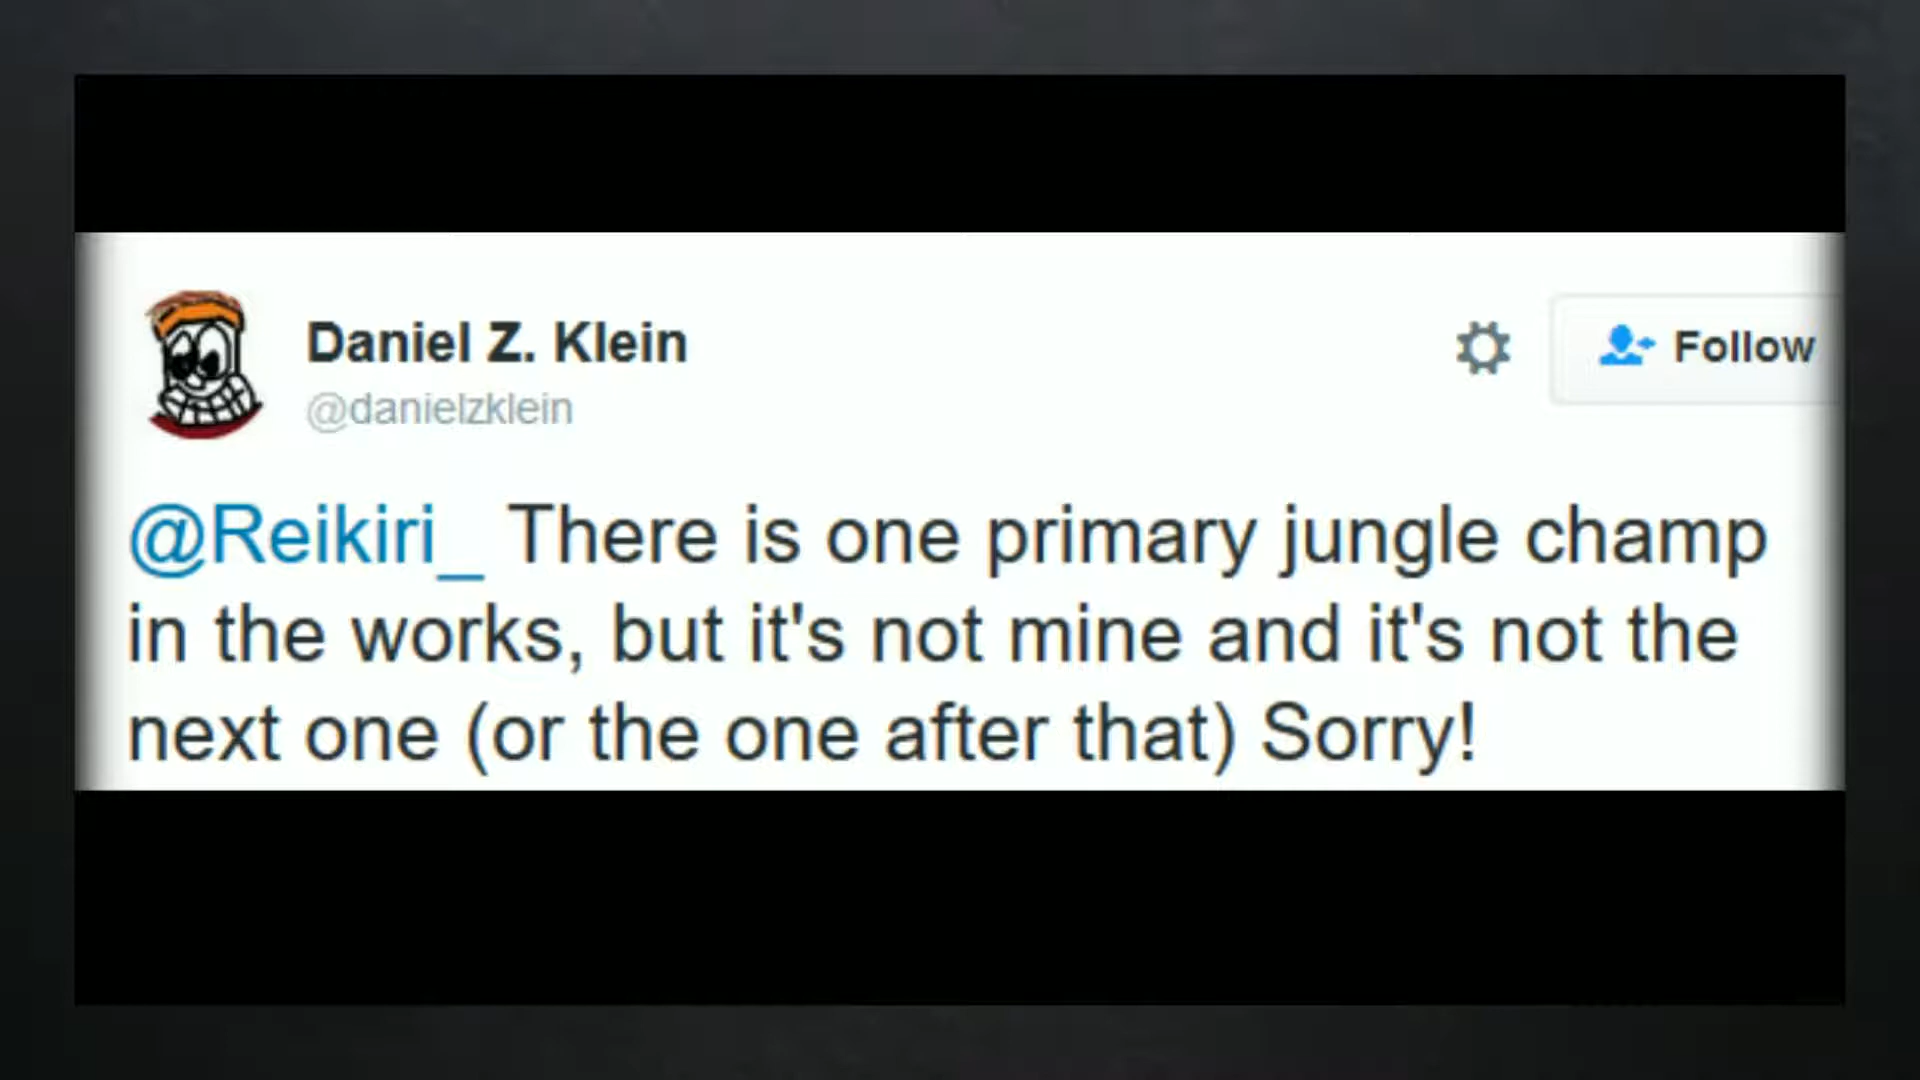 Daniel Z. Klein
@danielzklein
Follow
@Reikiri_ There is one primary jungle champ
in the works, but it's not mine and it's not the
next one (or the one after that) Sorry!